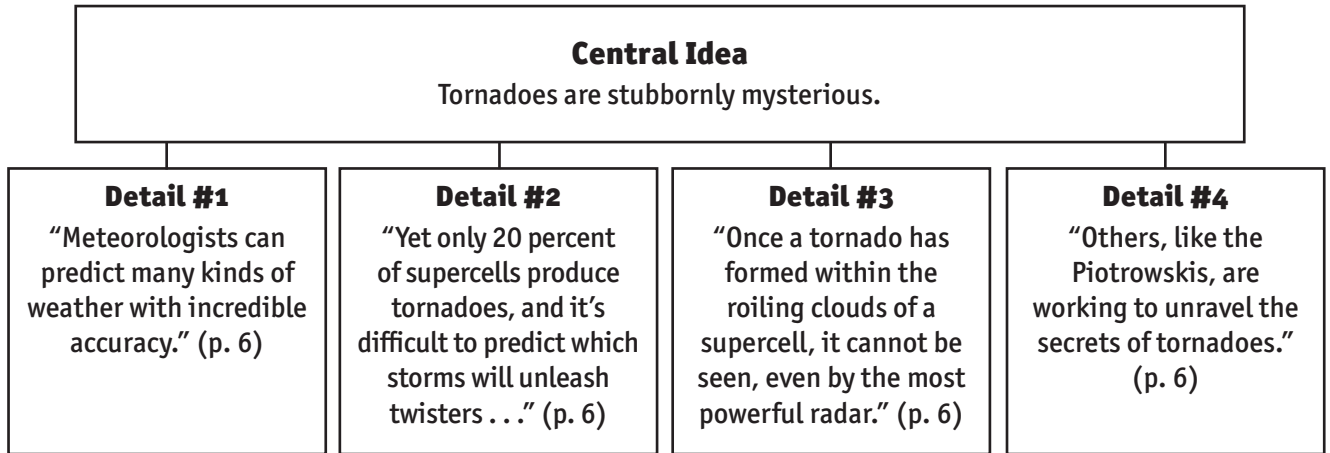 Central Idea
Tornadoes are stubbornly mysterious.
Detail #1
“Meteorologists can
predict many kinds of
weather with incredible
accuracy.” (p. 6)
Detail #2
“Yet only 20 percent
of supercells produce
tornadoes, and it’s
difficult to predict which
storms will unleash
twisters . . .” (p. 6)
Detail #3
“Once a tornado has
formed within the
roiling clouds of a
supercell, it cannot be
seen, even by the most
powerful radar.” (p. 6)
Detail #4
“Others, like the
Piotrowskis, are
working to unravel the
secrets of tornadoes.”
(p. 6)